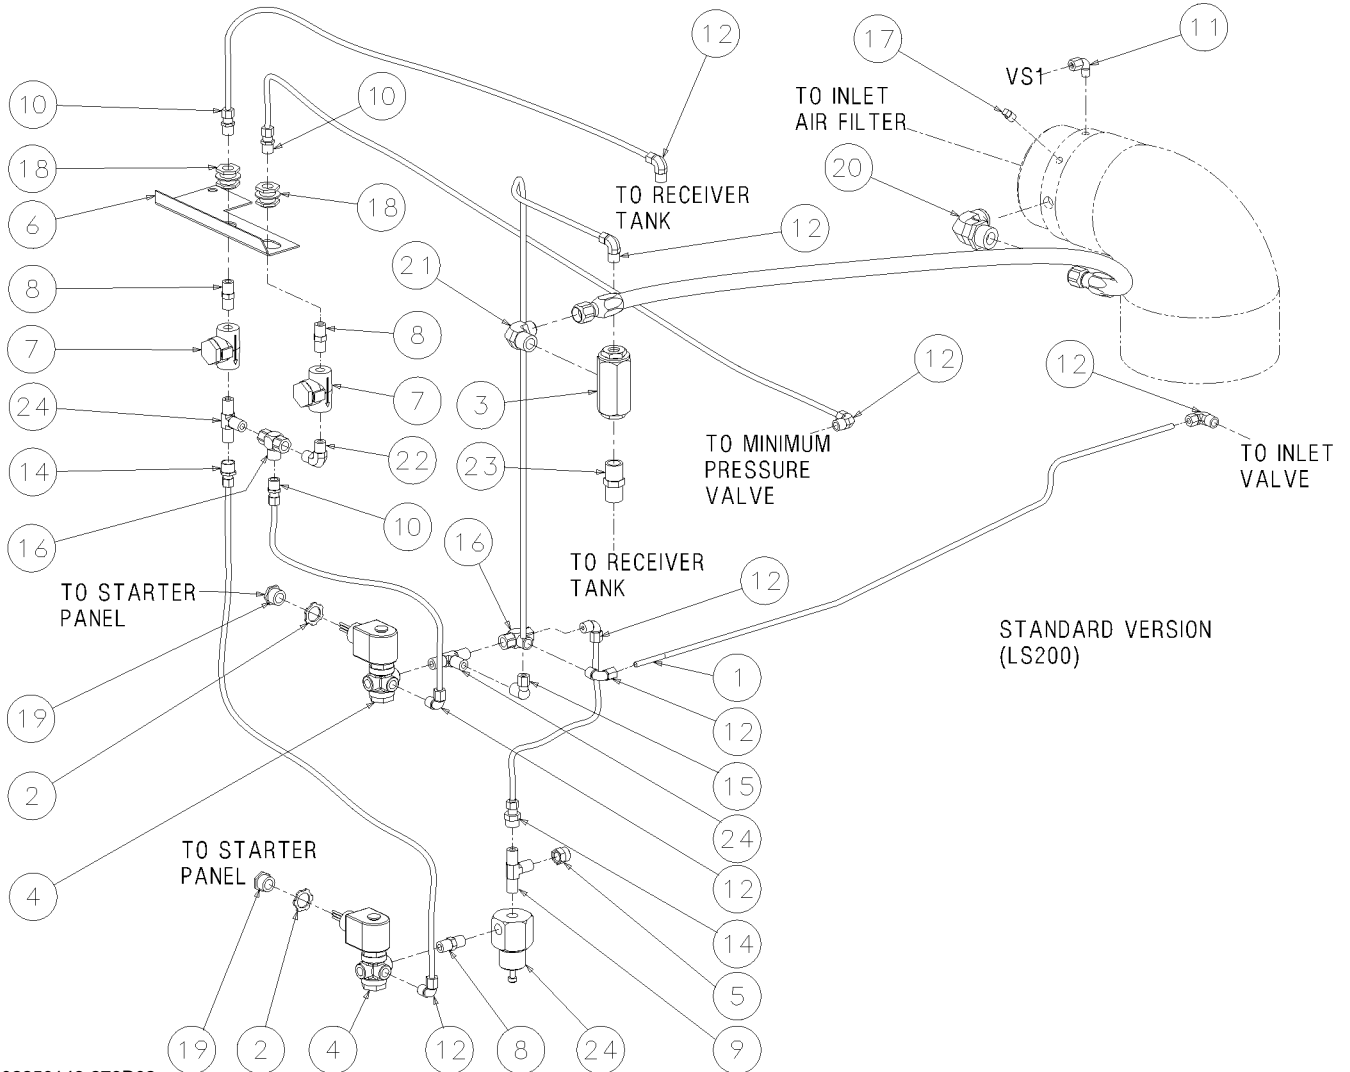 12
17
11
VS1
10
10
TO INLET
AIR FILTER
18
20
6
18
TO RECEIVER
TANK
12
21
8
8
7
7
12
12
24
3
14
22
23
TO MINIMUM
PRESSURE
VALVE
TO INLET
VALVE
16
10
16
TO RECEIVER
TANK
12
TO STARTER
PANEL
STANDARD VERSION
(LS200)
1
19
12
2
15
24
TO STARTER
PANEL
4
12
14
5
19
2
4
12
8
24
9